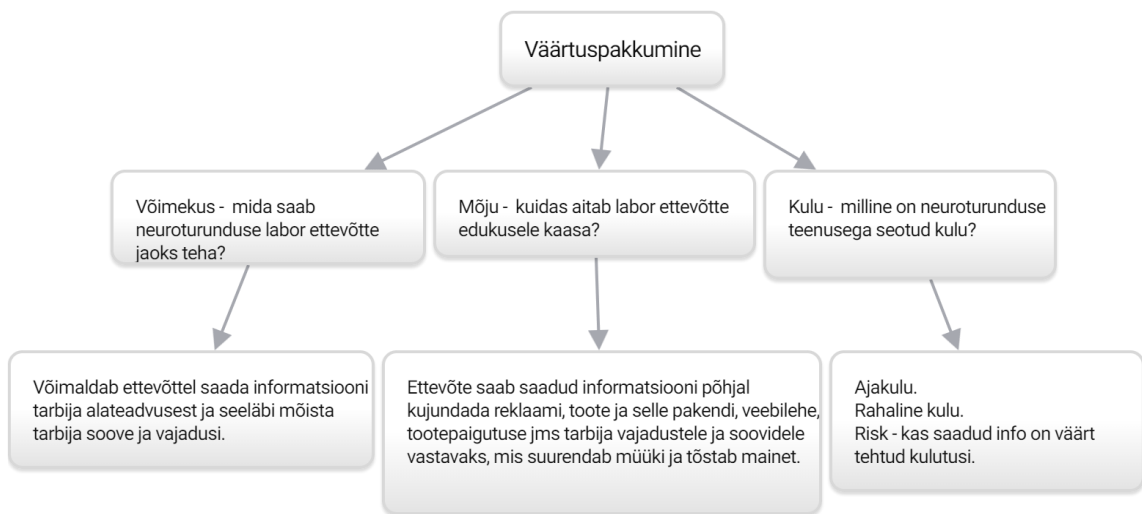 Väärtuspakkumine
Võimekus - mida saab
neuroturunduse labor ettevõtte
jaoks teha?
Mõju - kuidas aitab labor ettevõtte
edukusele kaasa?
Kulu - milline on neuroturunduse
teenusega seotud kulu?
Võimaldab ettevõttel saada informatsiooni
tarbija alateadvusest ja seeläbi mõista
tarbija soove ja vajadusi.
Ettevõte saab saadud informatsiooni põhjal
kujundada reklaami, toote ja selle pakendi, veebilehe,
tootepaigutuse jms tarbija vajadustele ja soovidele
vastavaks, mis suurendab müüki ja tõstab mainet.
Ajakulu.
Rahaline kulu.
Risk - kas saadud info on väärt
tehtud kulutusi.